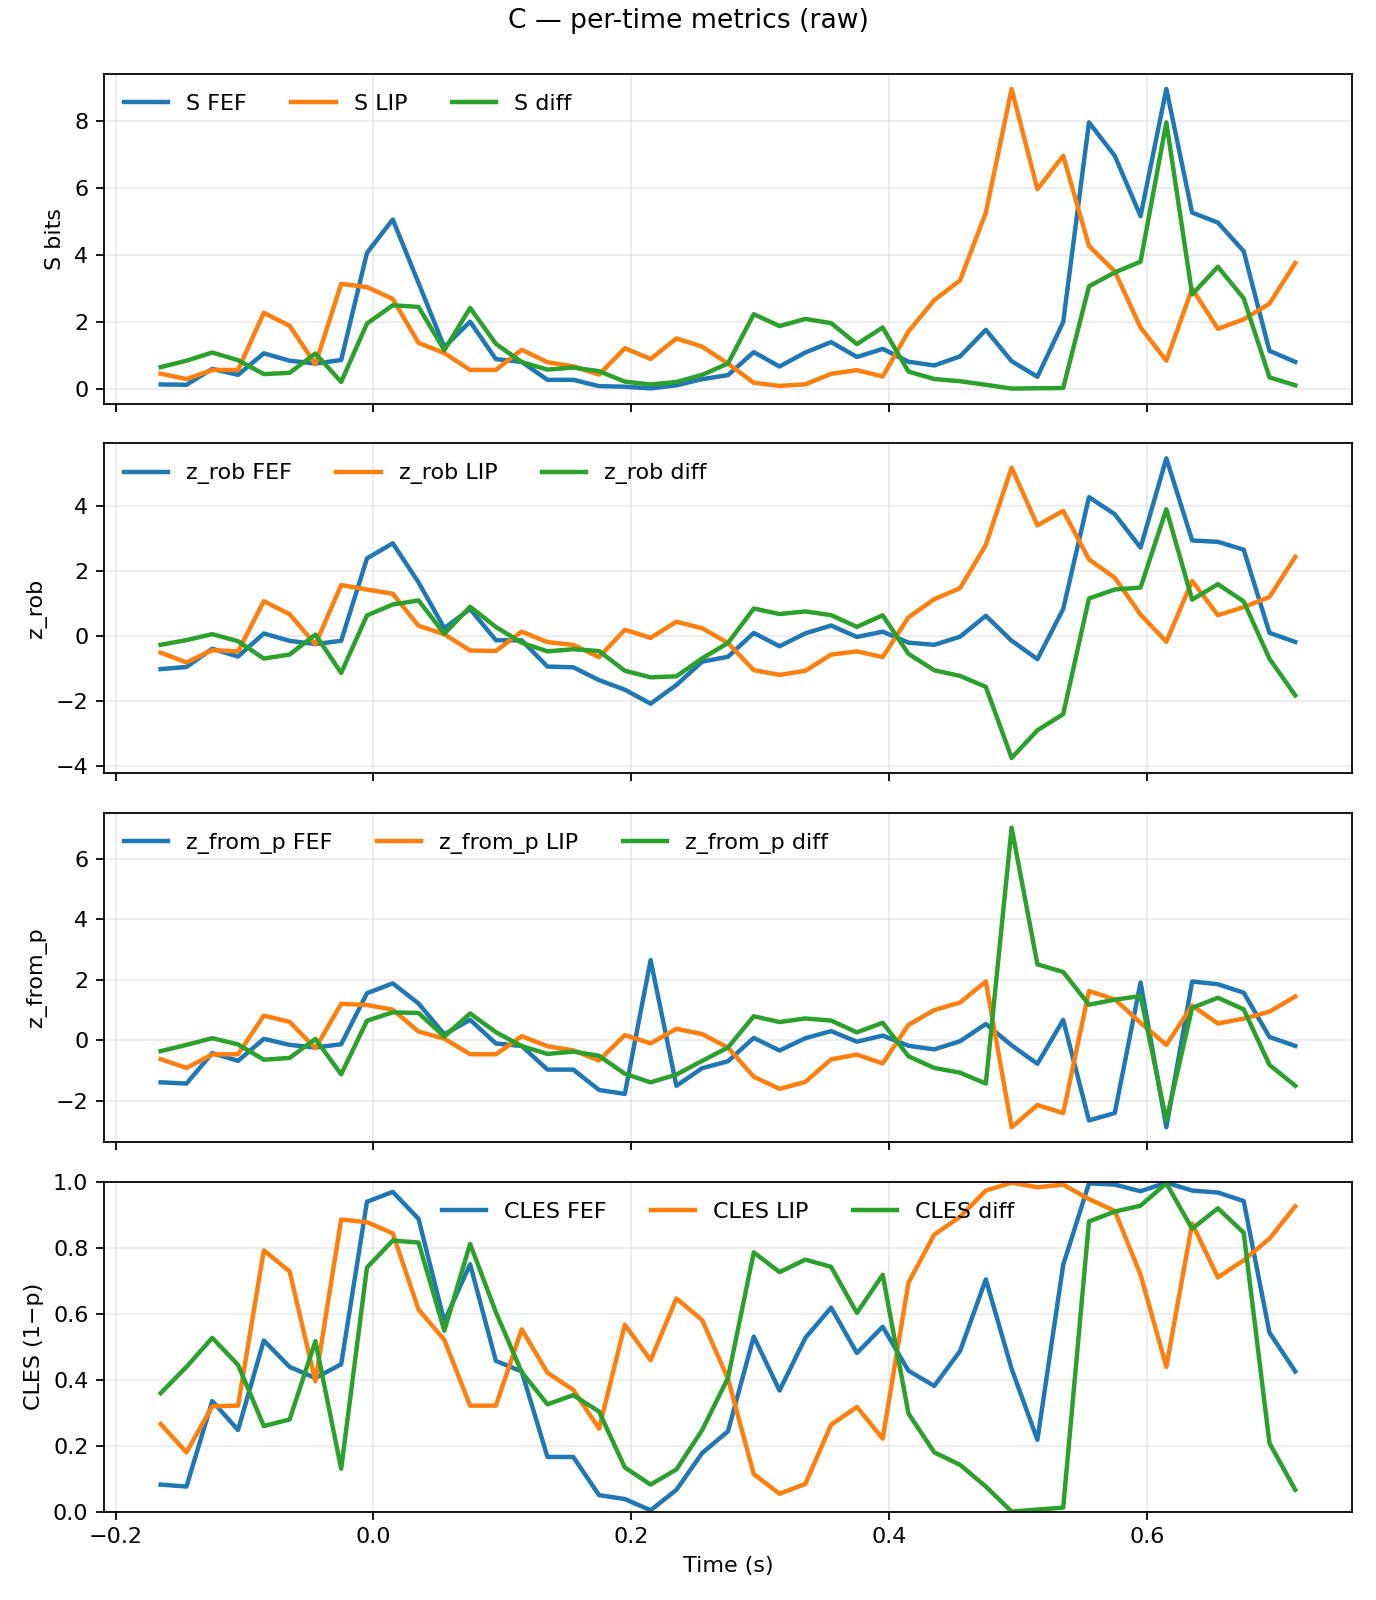 C — per-time metrics (raw)
S FEF S LIP S diff
8
6
4
2
0
S bits
z_rob FEF z_rob LIP z_rob diff
4
2
0
−2
−4
z_rob
z_from_p FEF z_from_p LIP z_from_p diff
6
4
2
0
−2
z_from_p
CLES FEF CLES LIP CLES diff
1.0
0.8
0.6
0.4
0.2
0.0
CLES (1−p)
−0.2 0.0 0.2 0.4 0.6
Time (s)